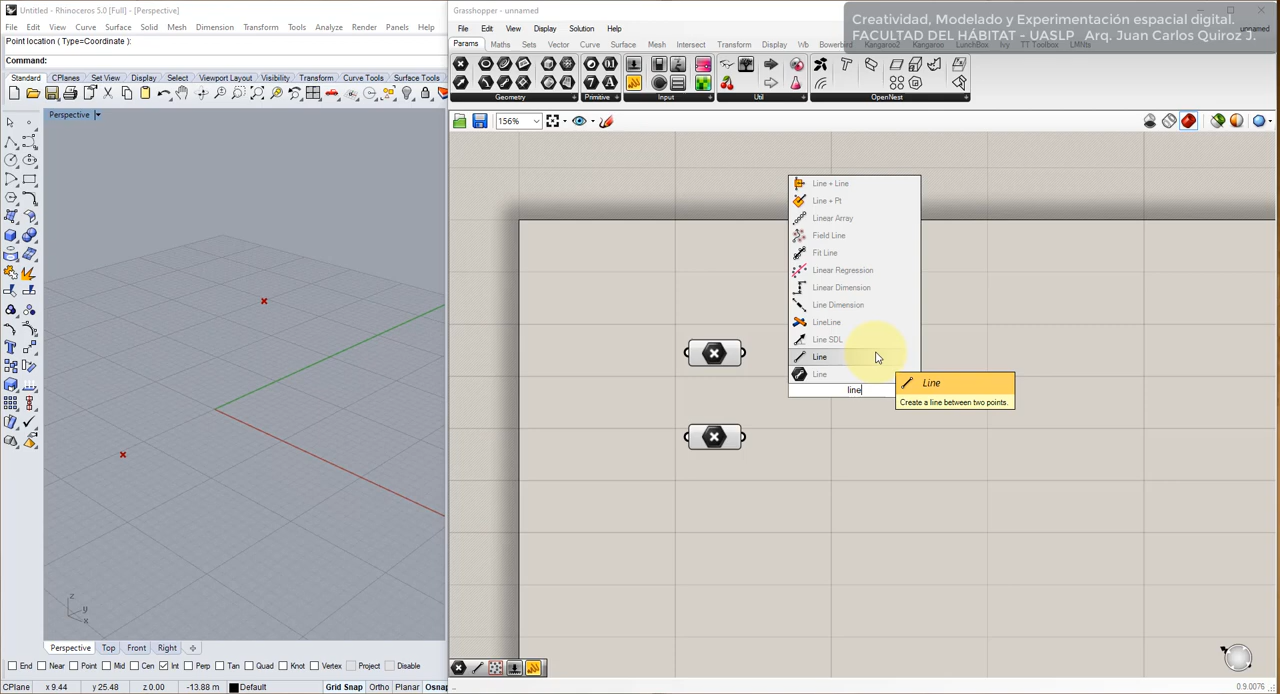 Untitled - Rhinoceros 5.0 [Full] - [Perspective]
File Edit View Curve Surface Solid Mesh Dimension Transform Tools Analyze Render Panels Help
Point location ( Type=Coordinate ):
Command:
Standard CPlanes Set View Display Select Viewport Layout Visibility Transform Curve Tools Surface Tools
Perspective
z
y
x
Perspective Top Front Right
End Near Point Mid Cen Int Perp Tan Quad Knot Vertex Project Disable
CPlane x 9.44 y 25.48 z 0.00 -13.88 m Default Grid Snap Ortho Planar Osnap
Grasshopper - unnamed
File Edit View Display Solution Help
unnamed
Creatividad, Modelado y Experimentación espacial digital.
FACULTAD DEL HÁBITAT - UASLP Arq. Juan Carlos Quiroz J.
Params Maths Sets Vector Curve Surface Mesh Intersect Transform Display Wb Bowerbird Kangaroo2 Kangaroo LunchBox Ivy TT Toolbox LMNts
Geometry Primitive Input Util OpenNest
156%
Line + Line
Line + Pt
Linear Array
Field Line
Fit Line
Linear Regression
Linear Dimension
Line Dimension
LineLine
Line SDL
Line
Line
line
Line
Create a line between two points.
0.9.0076